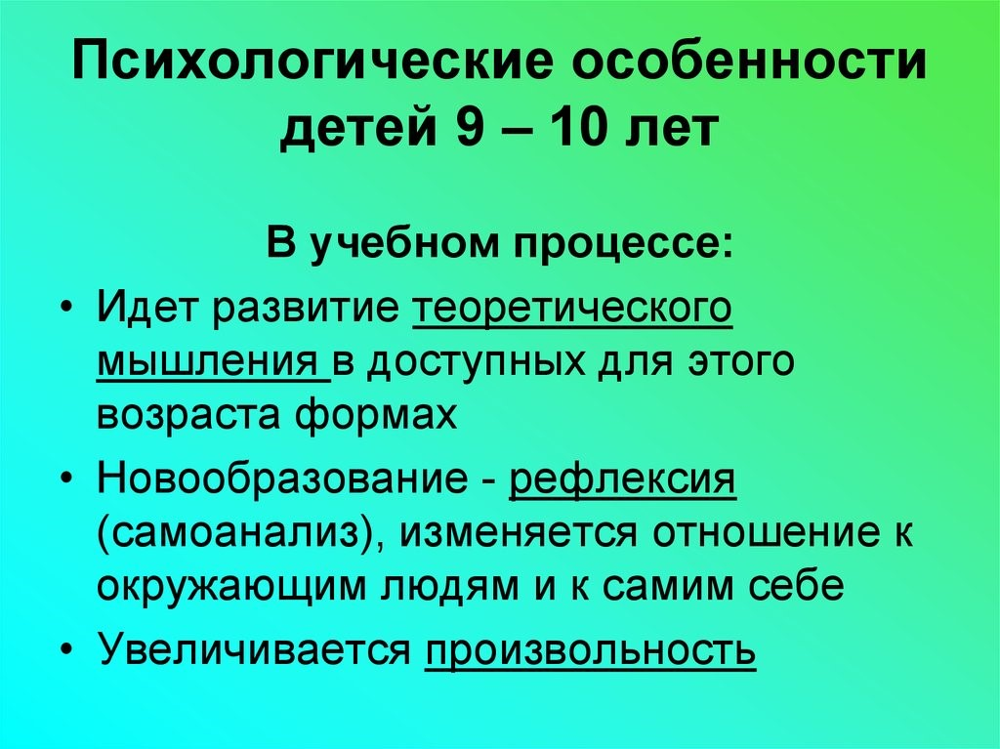 Психологические особенности
детей 9 – 10 лет
В учебном процессе:
• Идет развитие теоретического
мышления в доступных для этого
возраста формах
• Новообразование - рефлексия
(самоанализ), изменяется отношение к
окружающим людям и к самим себе
• Увеличивается произвольность